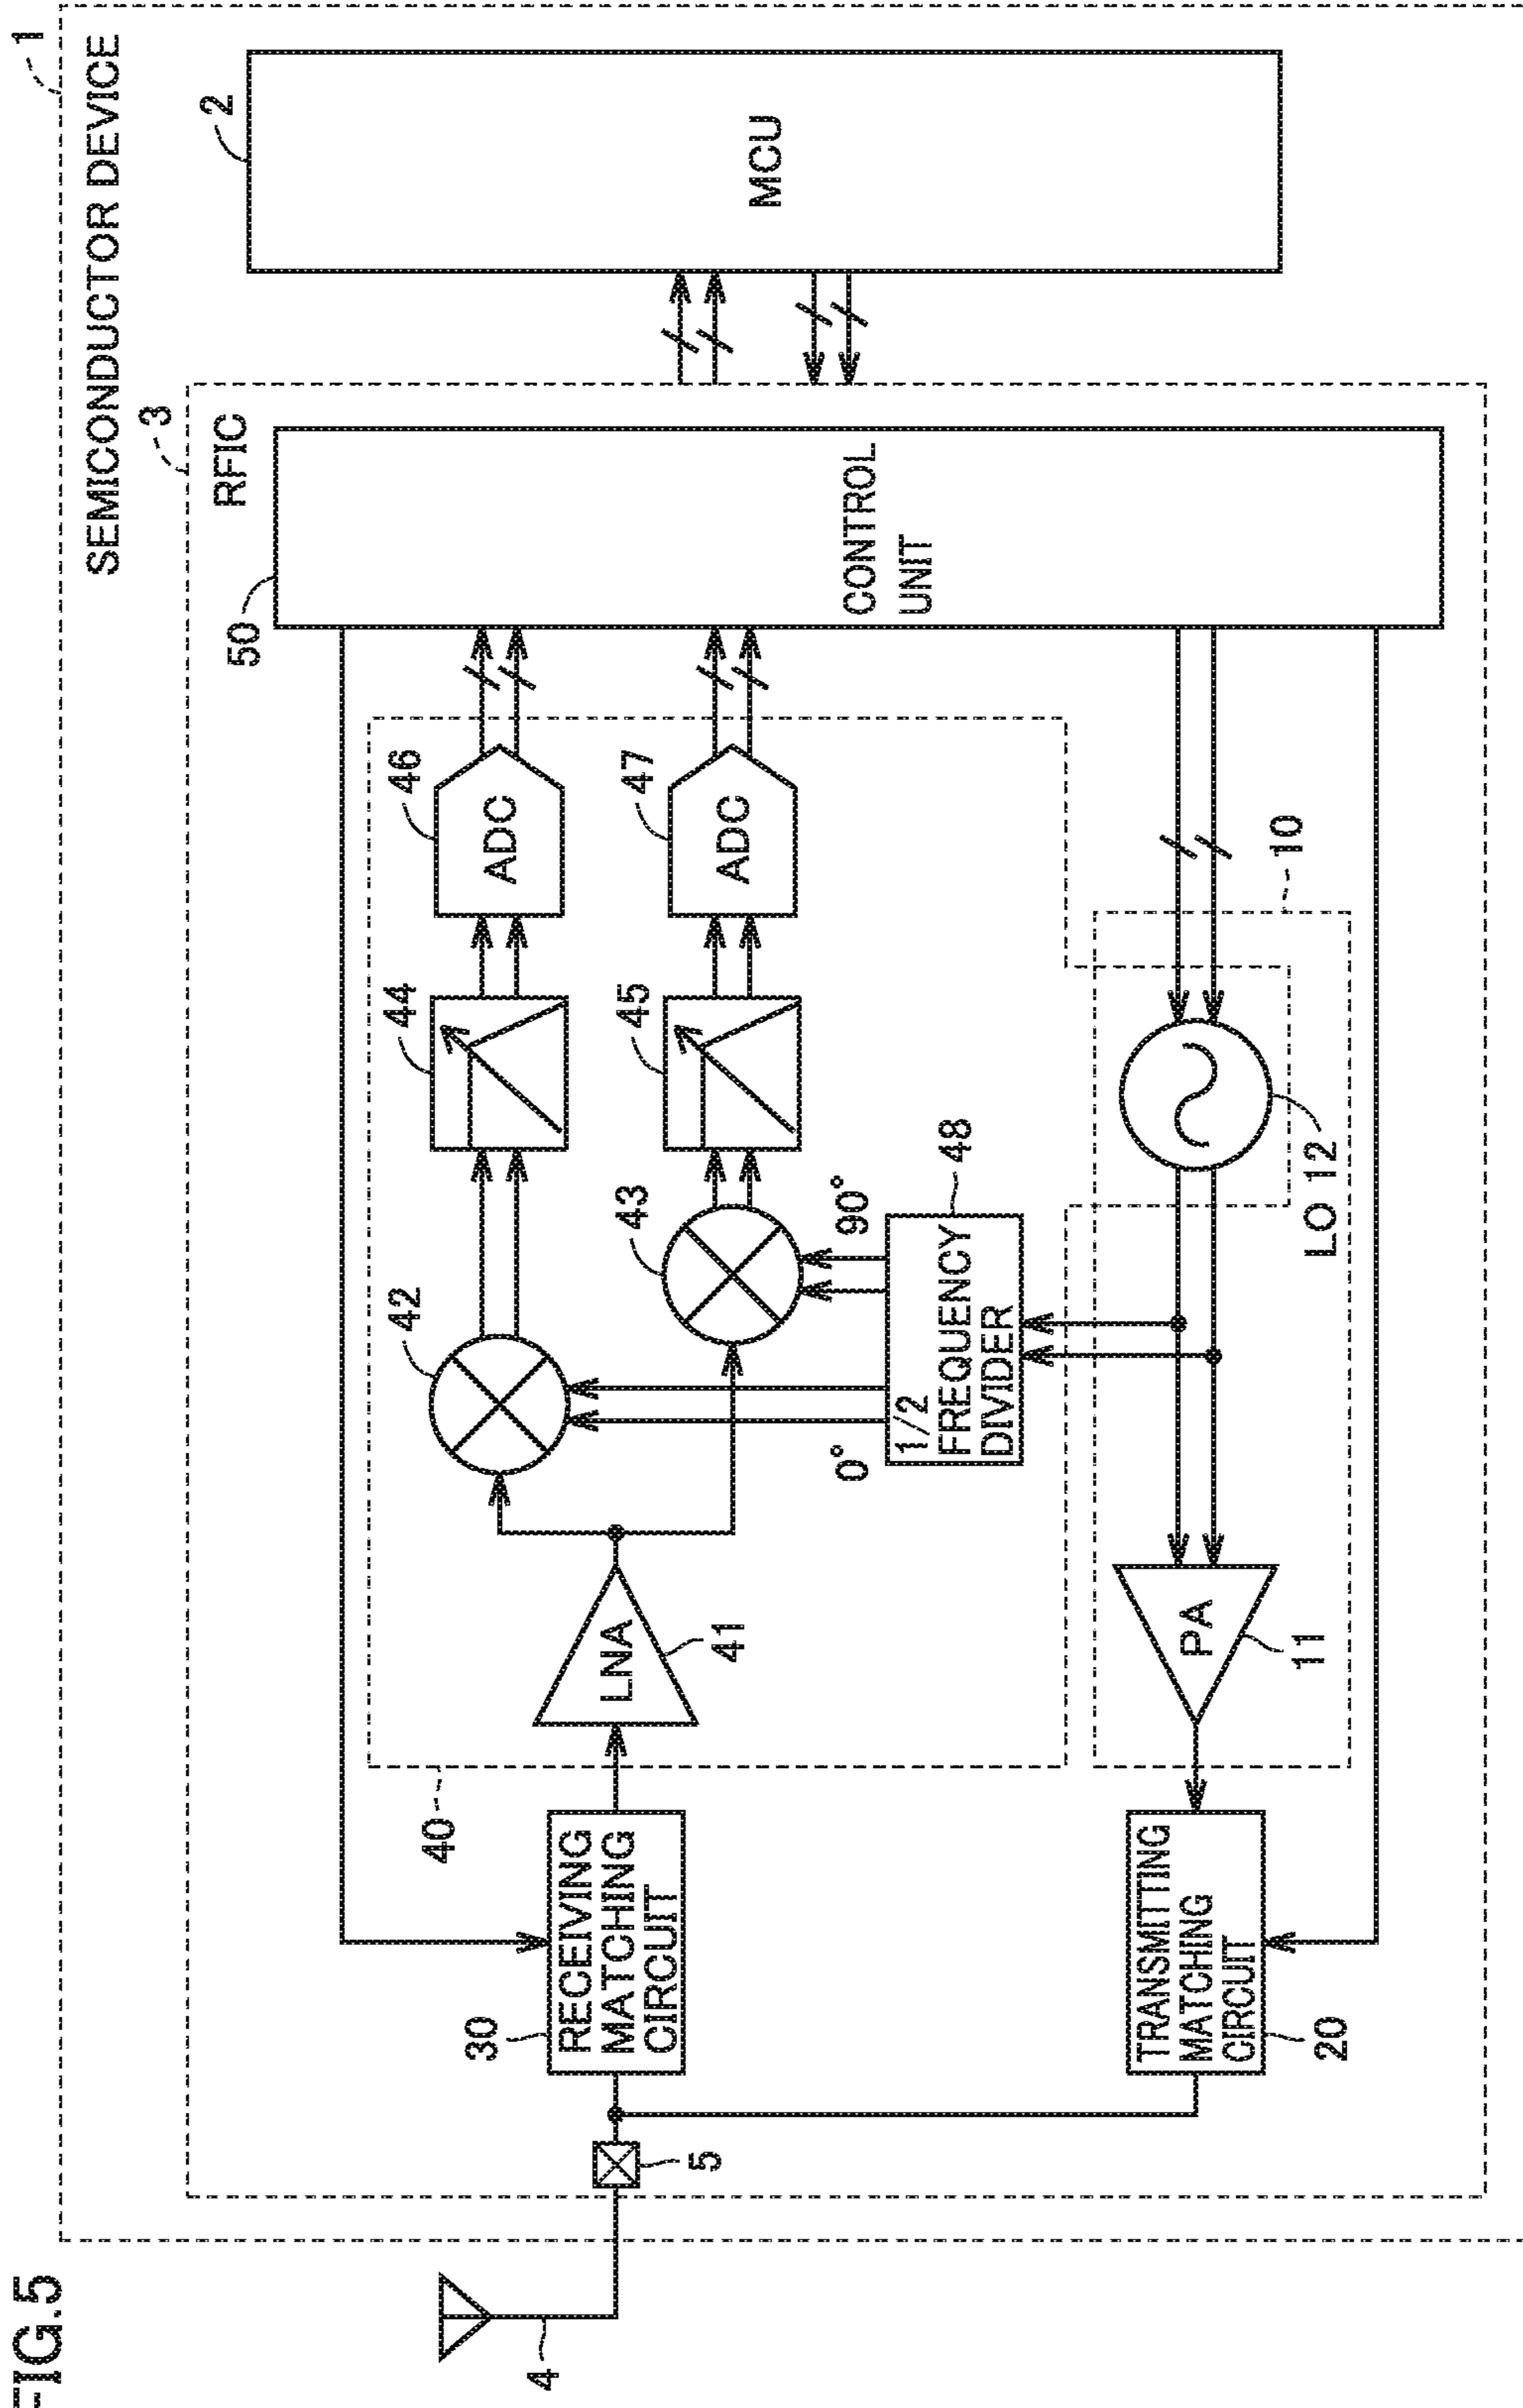 FIG.5
1
SEMICONDUCTOR DEVICE
2
MCU
3
RFIC
50
CONTROL
UNIT
46
ADC
47
ADC
44
45
42
43
0°
90°
48
1/2
FREQUENCY
DIVIDER
LNA
41
40
10
LO 12
PA
11
30
RECEIVING
MATCHING
CIRCUIT
TRANSMITTING
MATCHING
CIRCUIT
20
5
4